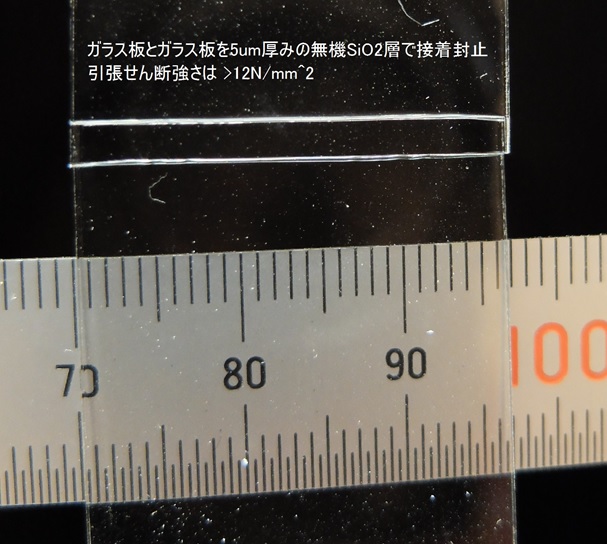 ガラス板とガラス板を5um厚みの無機SiO2層で接着封止
引張せん断強さは >12N/mm^2
70 80 90 100